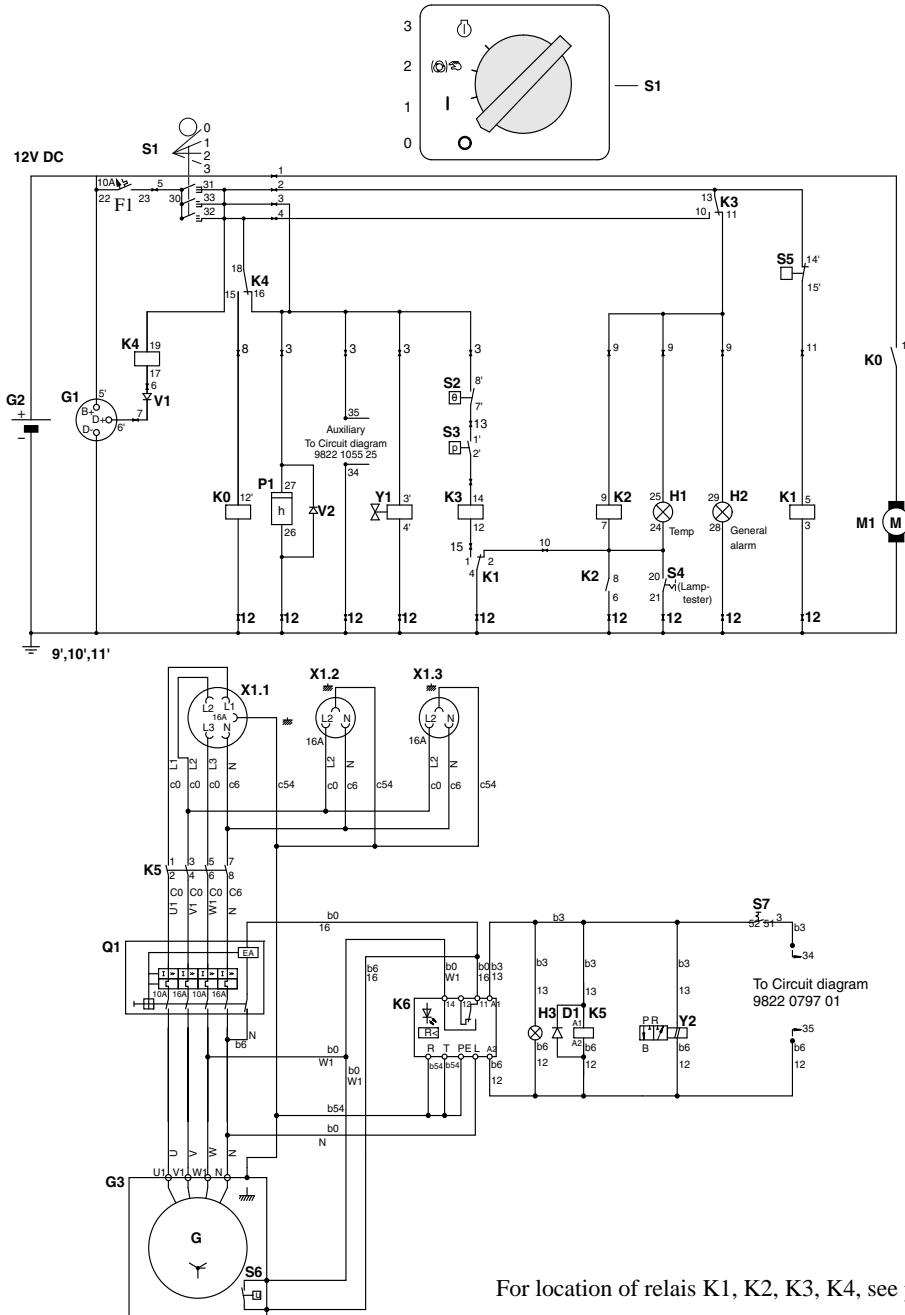 3
2
1
0
S1
12V DC
S1
0
1
2
3
10A
22
F1
23
5
30
31
33
32
1
2
3
4
13
10
11
K3
18
K4
15
16
S5
14'
15'
K4
19
17
6
V1
7
G2
+
−
G1
5'
B+
D+
D-
6'
8
3
3
3
3
9
9
9
11
K0
1
S2
θ
8'
7'
13
S3
p
1'
2'
35
Auxiliary
To Circuit diagram
9822 1055 25
34
K0
12'
P1
27
h
26
V2
Y1
3'
4'
K3
14
12
15
1
2
4
K1
10
K2
9
7
H1
25
24
Temp
H2
29
28
General
alarm
K1
5
3
M1
M
K2
8
6
20
S4
21
(Lamp-
tester)
12
12
12
12
12
12
12
12
12
9',10',11'
X1.1
L2
L1
16A
L3
N
X1.2
L2
N
16A
X1.3
L2
N
16A
L1
L2
L3
N
c0
c0
c0
c6
c54
L2
N
c0
c6
c54
L2
N
c0
c6
c54
K5
1
3
5
7
2
4
6
8
C0
C0
C0
C6
U1
V1
W1
N
Q1
EA
I >>
I >>
I >>
I >>
10A
16A
10A
16A
N
b6
b0
16
b6
16
b0
W1
b0
16
b3
13
b0
W1
b0
W1
K6
14
12
11
A1
R<
R
T
PE
L
A2
b54
b54
b6
12
b54
b0
N
b3
S7
52
51
3
b3
34
b3
13
H3
12
b6
b3
13
D1
A1
K5
A2
b6
12
b3
13
P R
B
Y2
b6
12
To Circuit diagram
9822 0797 01
35
b6
12
U
V
W
N
U1
V1
W1
N
G3
G
S6
For location of relais K1, K2, K3, K4, see